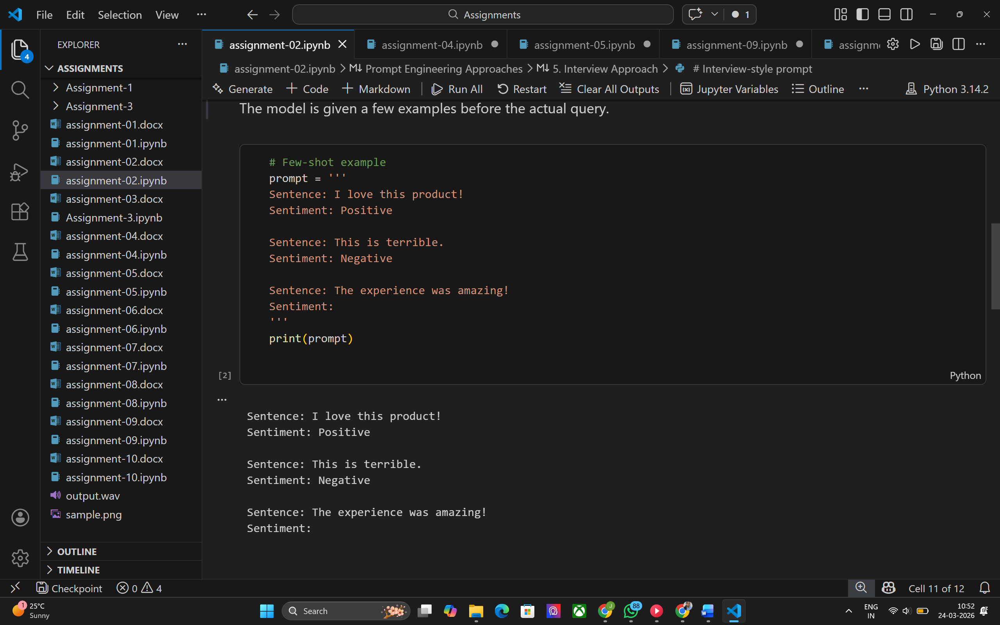 File Edit Selection View ...
Assignments
1
EXPLORER ...
4
ASSIGNMENTS
Assignment-1
Assignment-3
assignment-01.docx
assignment-01.ipynb
assignment-02.docx
assignment-02.ipynb
assignment-03.docx
Assignment-3.ipynb
assignment-04.docx
assignment-04.ipynb
assignment-05.docx
assignment-05.ipynb
assignment-06.docx
assignment-06.ipynb
assignment-07.docx
assignment-07.ipynb
assignment-08.docx
assignment-08.ipynb
assignment-09.docx
assignment-09.ipynb
assignment-10.docx
assignment-10.ipynb
output.wav
sample.png
OUTLINE
TIMELINE
assignment-02.ipynb assignment-04.ipynb assignment-05.ipynb assignment-09.ipynb assignm
assignment-02.ipynb > M↓ Prompt Engineering Approaches > M↓ 5. Interview Approach > # Interview-style prompt
Generate + Code + Markdown | Run All Restart Clear All Outputs | Jupyter Variables Outline ... Python 3.14.2
The model is given a few examples before the actual query.
# Few-shot example
prompt = '''
Sentence: I love this product!
Sentiment: Positive
Sentence: This is terrible.
Sentiment: Negative
Sentence: The experience was amazing!
Sentiment:
'''
print(prompt)
[2]
Python
...
Sentence: I love this product!
Sentiment: Positive
Sentence: This is terrible.
Sentiment: Negative
Sentence: The experience was amazing!
Sentiment:
Checkpoint 0 4
Cell 11 of 12
1
25°C
Sunny
Search
J
88
ENG
IN
10:52
24-03-2026